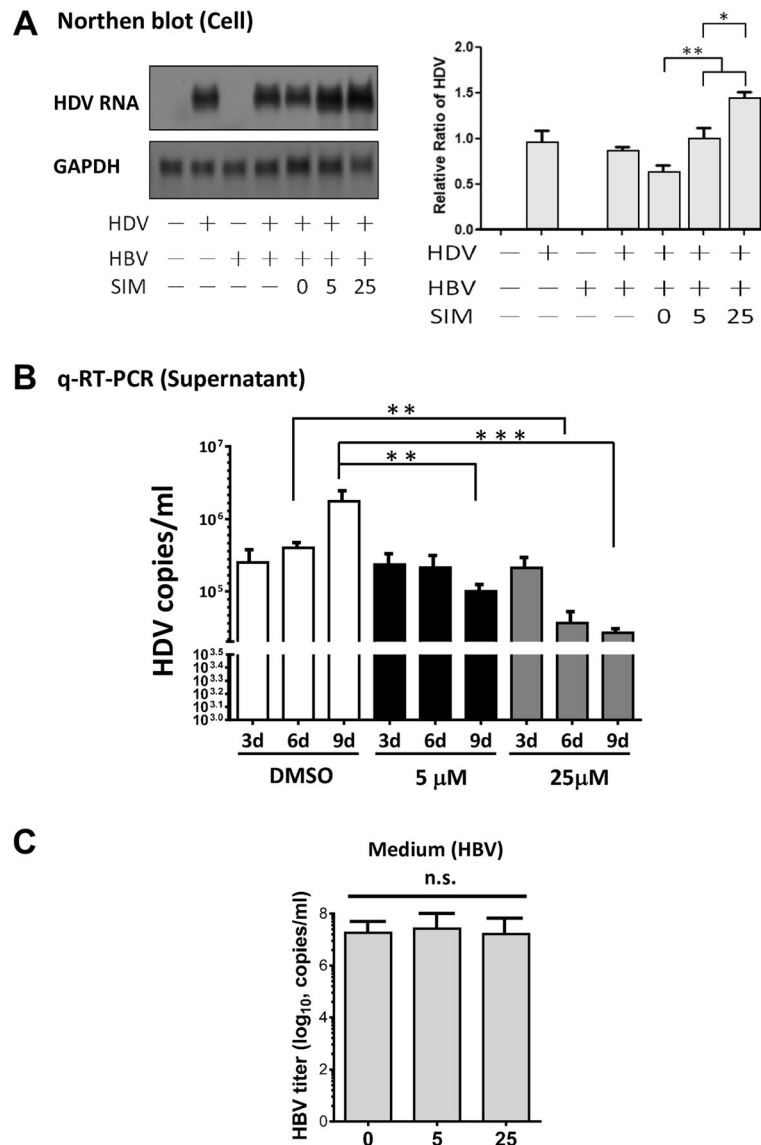 A Northen blot (Cell)
HDV RNA
GAPDH
HDV — + — + + + +
HBV — — + + + + +
SIM — — — — 0 5 25
Relative Ratio of HDV
2.0
1.5
1.0
0.5
0.0
**
*
HDV — + — + + + +
HBV — — + + + + +
SIM — — — — 0 5 25
B q-RT-PCR (Supernatant)
HDV copies/ml
**
***
**
10⁷
10⁶
10⁵
10³·⁵
10³·⁴
10³·³
10³·²
10³·¹
10³·⁰
3d 6d 9d 3d 6d 9d 3d 6d 9d
DMSO 5 μM 25μM
C
Medium (HBV)
n.s.
HBV titer (log₁₀, copies/ml)
8
6
4
2
0
0 5 25